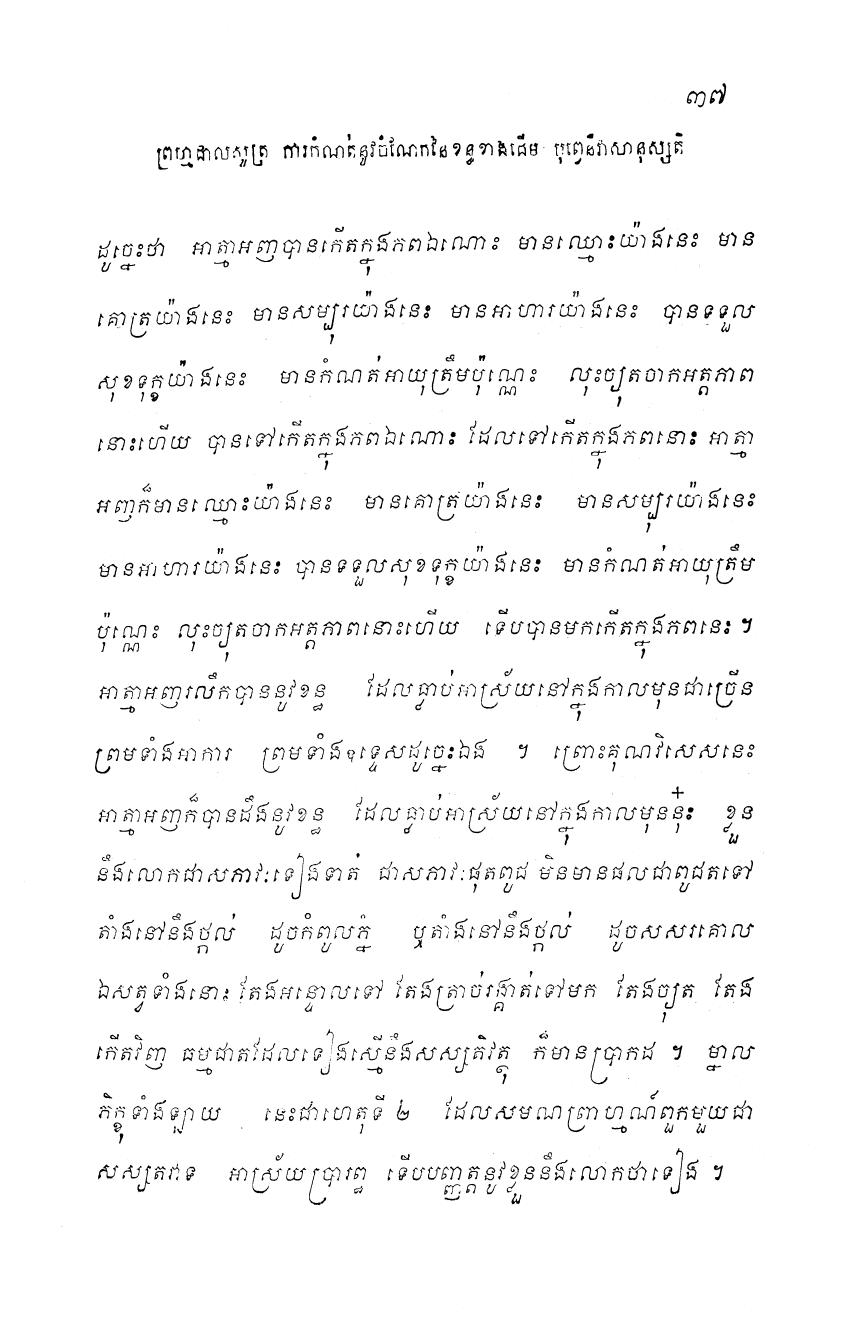 ៣៧
ព្រហ្មជាលសូត្រ ការកំណត់នូវចំណែកនៃខន្ធខាងដើម បុព្វេនិវាសានុស្សតិ
ដូច្នេះថា អាត្មាអញបានកើតក្នុងភពឯណោះ មានឈ្មោះយ៉ាងនេះ មាន
គោត្រយ៉ាងនេះ មានសម្បុរយ៉ាងនេះ មានអាហារយ៉ាងនេះ បានទទួល
សុខទុក្ខយ៉ាងនេះ មានកំណត់អាយុត្រឹមប៉ុណ្ណេះ លុះច្យុតចាកអត្តភាព
នោះហើយ បានទៅកើតក្នុងភពឯណោះ ដែលទៅកើតក្នុងភពនោះ អាត្មា
អញក៏មានឈ្មោះយ៉ាងនេះ មានគោត្រយ៉ាងនេះ មានសម្បុរយ៉ាងនេះ
មានអាហារយ៉ាងនេះ បានទទួលសុខទុក្ខយ៉ាងនេះ មានកំណត់អាយុត្រឹម
ប៉ុណ្ណេះ លុះច្យុតចាកអត្តភាពនោះហើយ ទើបបានមកកើតក្នុងភពនេះ ។
អាត្មាអញរលឹកបាននូវខន្ធ ដែលធ្លាប់អាស្រ័យនៅក្នុងកាលមុនជាច្រើន
ព្រមទាំងអាការ ព្រមទាំងឧទ្ទេសដូច្នេះឯង ។ ព្រោះគុណវិសេសនេះ
អាត្មាអញក៏បានដឹងនូវខន្ធ ដែលធ្លាប់អាស្រ័យនៅក្នុងកាលមុននុ៎ះ ខ្លួន
នឹងលោកជាសភាវៈទៀងទាត់ ជាសភាវៈផុតពូជ មិនមានផលជាពូជតទៅ
តាំងនៅនឹងថ្កល់ ដូចកំពូលភ្នំ ឬតាំងនៅនឹងថ្កល់ ដូចសសរគោល
ឯសត្វទាំងនោះ តែងអន្ទោលទៅ តែងត្រាច់រង្គាត់ទៅមក តែងច្យុត តែង
កើតវិញ ធម្មជាតដែលទៀងស្មើនឹងសស្សតិវត្ថុ ក៏មានប្រាកដ ។ ម្នាល
ភិក្ខុទាំងឡាយ នេះជាហេតុទី ២ ដែលសមណព្រាហ្មណ៍ពួកមួយជា
សស្សតវាទ អាស្រ័យប្រារព្ធ ទើបបញ្ញត្តនូវខ្លួននឹងលោកថាទៀង ។